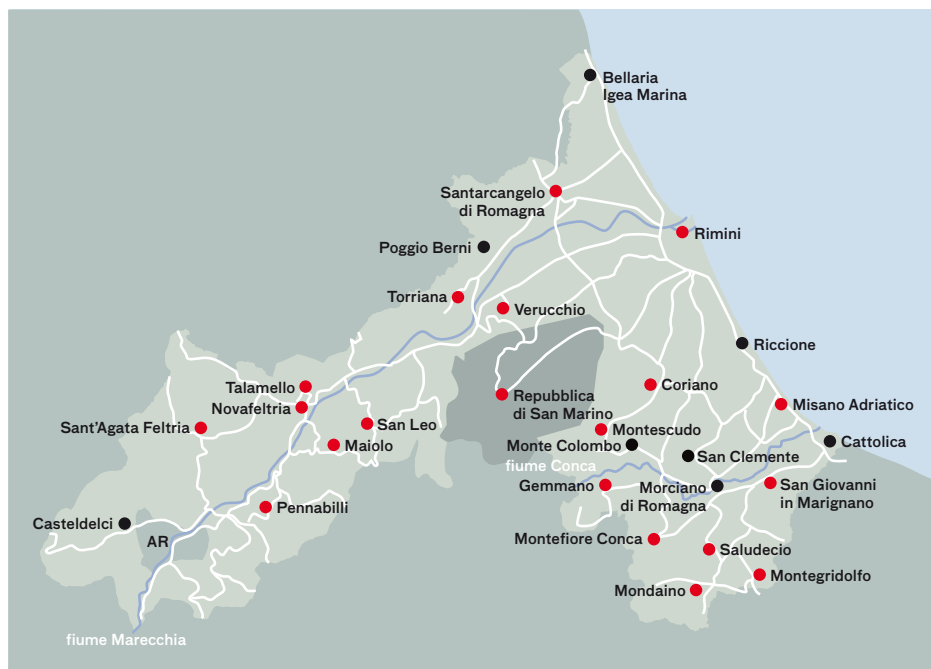 Bellaria
Igea Marina
Santarcangelo
di Romagna
Rimini
Poggio Berni
Torriana
Verucchio
Riccione
Talamello
Novafeltria
Sant'Agata Feltria
San Leo
Maiolo
Repubblica
di San Marino
Coriano
Misano Adriatico
Montescudo
Monte Colombo
Cattolica
San Clemente
fiume Conca
Gemmano
Morciano
di Romagna
San Giovanni
in Marignano
Pennabilli
Casteldelci
AR
Montefiore Conca
Saludecio
Montegridolfo
Mondaino
fiume Marecchia